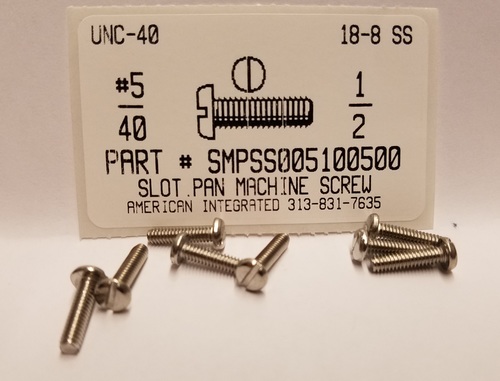 UNC-40 18-8 SS
#5/40 1/2
PART # SMPSS005100500
SLOT PAN MACHINE SCREW
AMERICAN INTEGRATED 313-831-7635